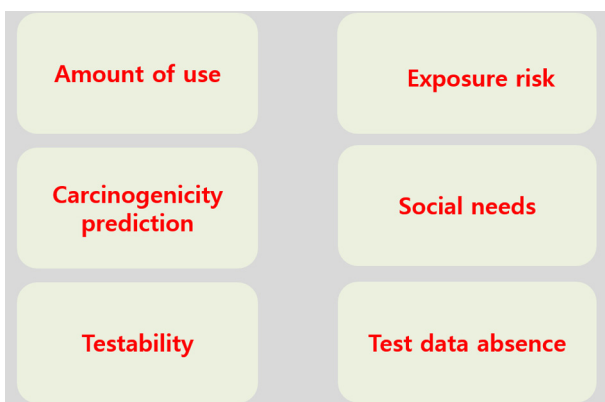 Amount of use
Exposure risk
Carcinogenicity
prediction
Social needs
Testability
Test data absence